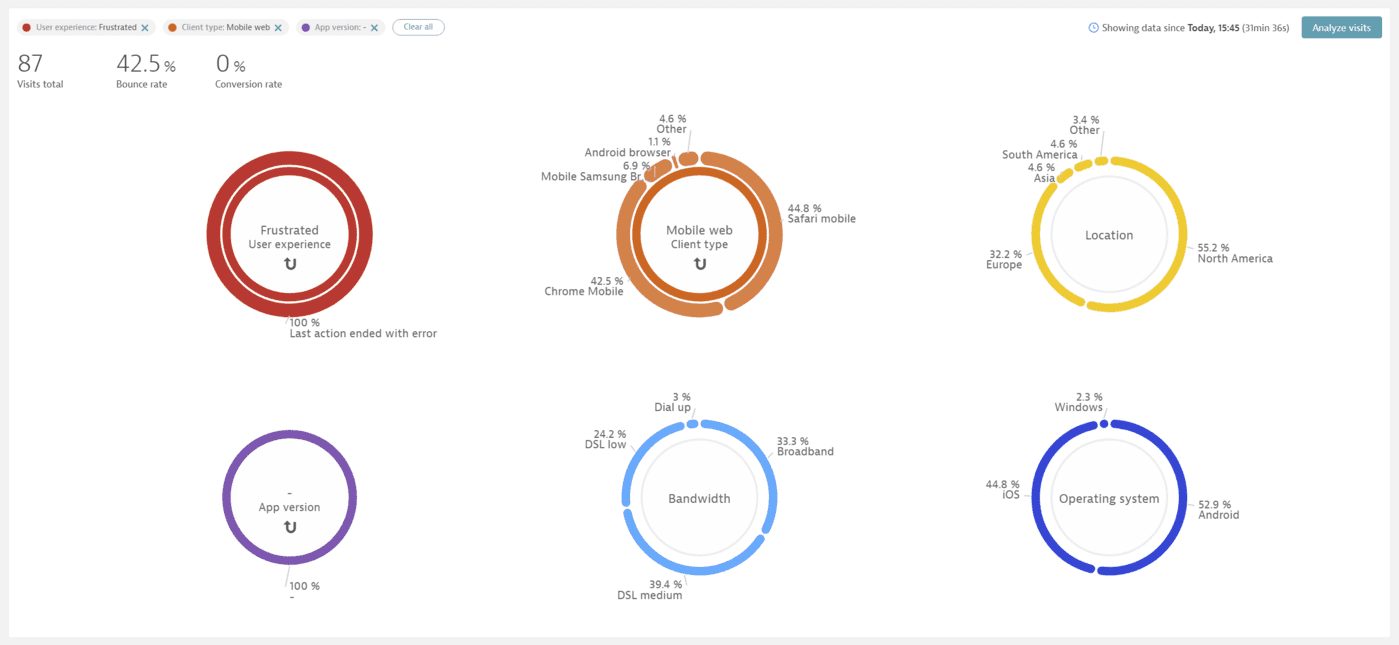 User experience: Frustrated
Client type: Mobile web
App version: -
Clear all
Showing data since Today, 15:45 (31min 36s)
Analyze visits
87
Visits total
42.5 %
Bounce rate
0 %
Conversion rate
Frustrated
User experience
100 %
Last action ended with error
4.6 %
Other
1.1 %
Android browser
6.9 %
Mobile Samsung Br
Mobile web
Client type
44.8 %
Safari mobile
42.5 %
Chrome Mobile
3.4 %
Other
4.6 %
South America
4.6 %
Asia
Location
32.2 %
Europe
55.2 %
North America
-
App version
100 %
-
3 %
Dial up
24.2 %
DSL low
33.3 %
Broadband
Bandwidth
39.4 %
DSL medium
2.3 %
Windows
44.8 %
iOS
Operating system
52.9 %
Android